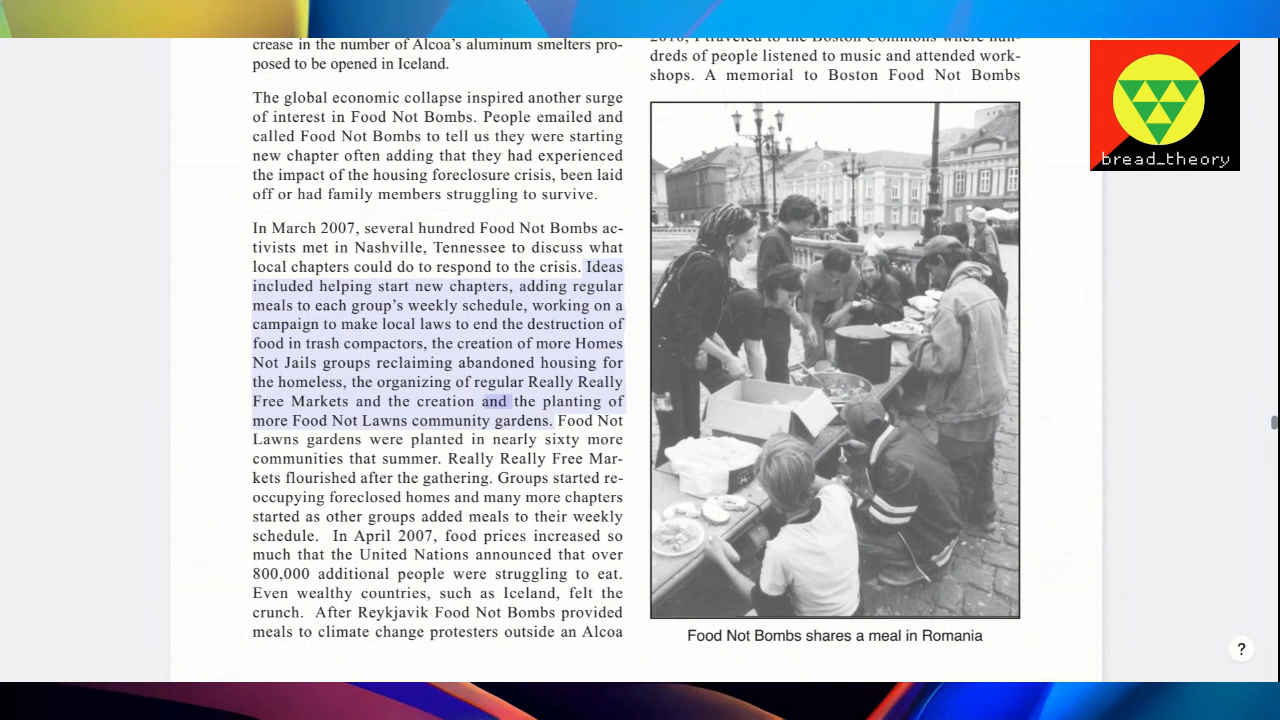 crease in the number of Alcoa’s aluminum smelters pro-
posed to be opened in Iceland.
The global economic collapse inspired another surge
of interest in Food Not Bombs. People emailed and
called Food Not Bombs to tell us they were starting
new chapter often adding that they had experienced
the impact of the housing foreclosure crisis, been laid
off or had family members struggling to survive.
In March 2007, several hundred Food Not Bombs ac-
tivists met in Nashville, Tennessee to discuss what
local chapters could do to respond to the crisis. Ideas
included helping start new chapters, adding regular
meals to each group’s weekly schedule, working on a
campaign to make local laws to end the destruction of
food in trash compactors, the creation of more Homes
Not Jails groups reclaiming abandoned housing for
the homeless, the organizing of regular Really Really
Free Markets and the creation and the planting of
more Food Not Lawns community gardens. Food Not
Lawns gardens were planted in nearly sixty more
communities that summer. Really Really Free Mar-
kets flourished after the gathering. Groups started re-
occupying foreclosed homes and many more chapters
started as other groups added meals to their weekly
schedule.  In April 2007, food prices increased so
much that the United Nations announced that over
800,000 additional people were struggling to eat.
Even wealthy countries, such as Iceland, felt the
crunch.  After Reykjavik Food Not Bombs provided
meals to climate change protesters outside an Alcoa
2010, I traveled to the Boston Commons where hun-
dreds of people listened to music and attended work-
shops. A memorial to Boston Food Not Bombs
Food Not Bombs shares a meal in Romania
bread_theory
?